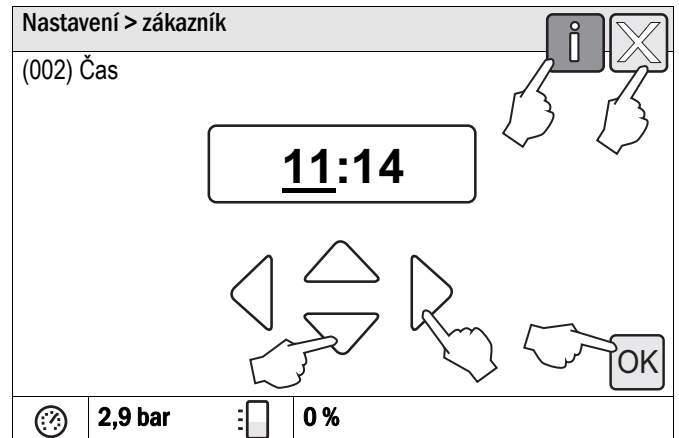 Nastavení > zákazník
i X
(002) Čas
11:14
OK
2,9 bar 0 %